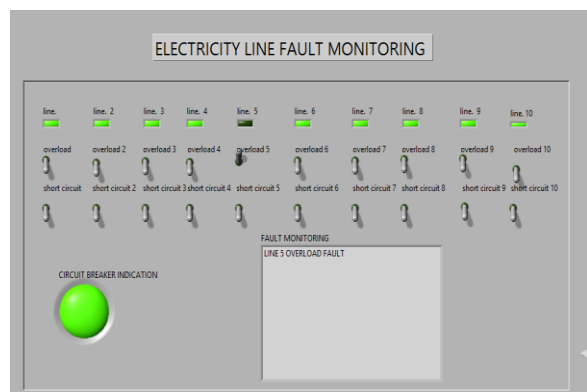 ELECTRICITY LINE FAULT MONITORING
line. line. 2 line. 3 line. 4 line. 5 line. 6 line. 7 line. 8 line. 9 line. 10
overload overload 2 overload 3 overload 4 overload 5 overload 6 overload 7 overload 8 overload 9 overload 10
short circuit short circuit 2 short circuit 3 short circuit 4 short circuit 5 short circuit 6 short circuit 7 short circuit 8 short circuit 9 short circuit 10
FAULT MONITORING
LINE 5 OVERLOAD FAULT
CIRCUIT BREAKER INDICATION